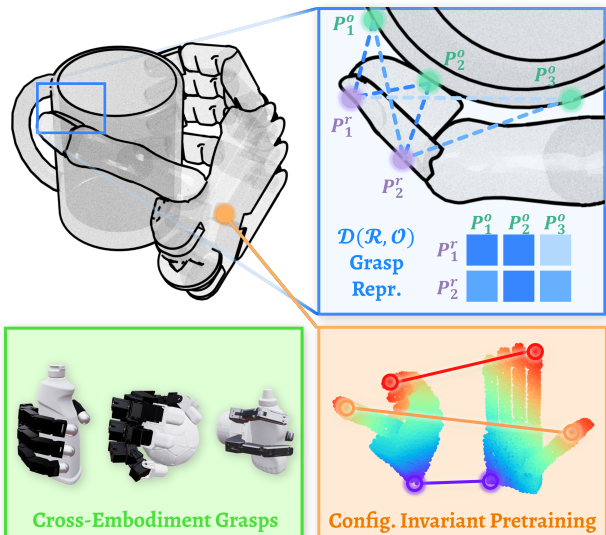 P₁ᵒ
P₂ᵒ
P₃ᵒ
P₁ʳ
P₂ʳ
𝒟(ℛ, 𝒪)
Grasp
Repr.
P₁ᵒ P₂ᵒ P₃ᵒ
P₁ʳ
P₂ʳ
Cross-Embodiment Grasps
Config. Invariant Pretraining